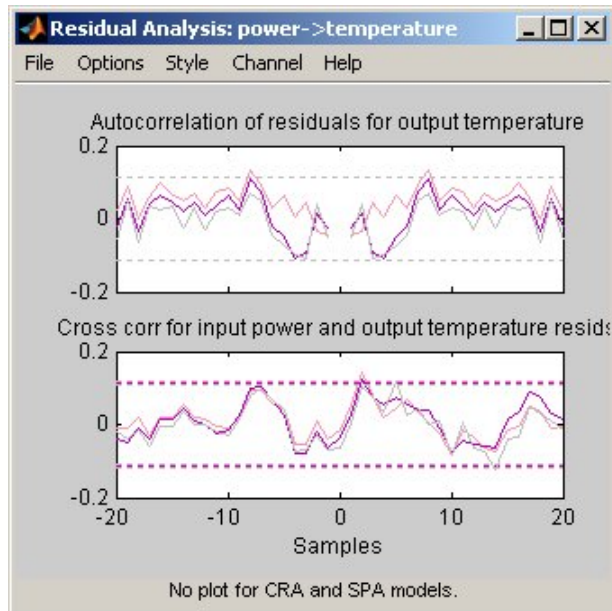 Residual Analysis: power->temperature
File Options Style Channel Help
Autocorrelation of residuals for output temperature
0.2
0
-0.2
Cross corr for input power and output temperature resids
0.2
0
-0.2
-20 -10 0 10 20
Samples
No plot for CRA and SPA models.